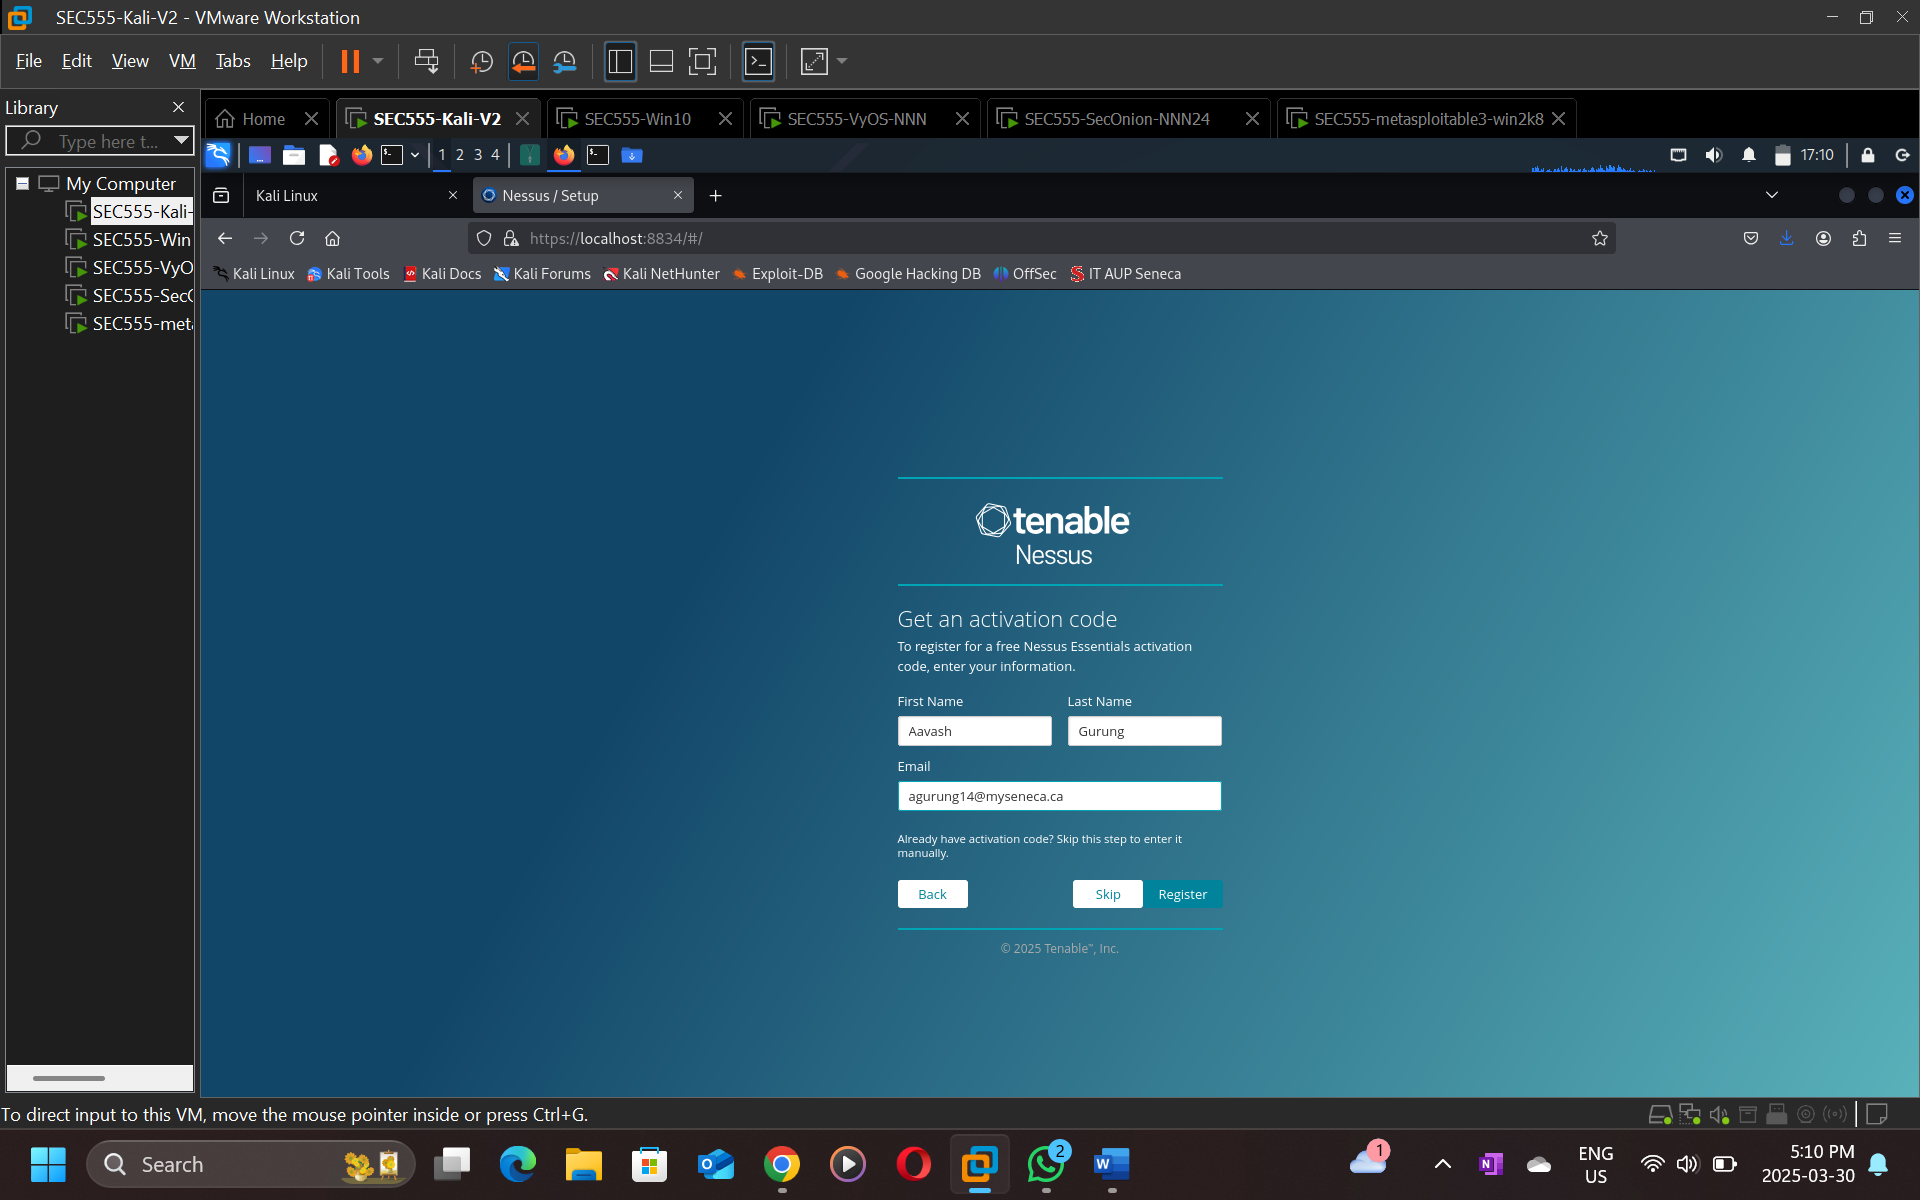 SEC555-Kali-V2 - VMware Workstation
File Edit View VM Tabs Help
Library
Type here t...
My Computer
SEC555-Kali-
SEC555-Win
SEC555-VyO
SEC555-Sec
SEC555-meta
Home SEC555-Kali-V2 SEC555-Win10 SEC555-VyOS-NNN SEC555-SecOnion-NNN24 SEC555-metasploitable3-win2k8
1 2 3 4
17:10
Kali Linux Nessus / Setup
https://localhost:8834/#/
Kali Linux Kali Tools Kali Docs Kali Forums Kali NetHunter Exploit-DB Google Hacking DB OffSec IT AUP Seneca
tenable
Nessus
Get an activation code
To register for a free Nessus Essentials activation
code, enter your information.
First Name Last Name
Aavash Gurung
Email
agurung14@myseneca.ca
Already have activation code? Skip this step to enter it
manually.
Back Skip Register
© 2025 Tenable™, Inc.
To direct input to this VM, move the mouse pointer inside or press Ctrl+G.
Search
2
1
ENG
US
5:10 PM
2025-03-30